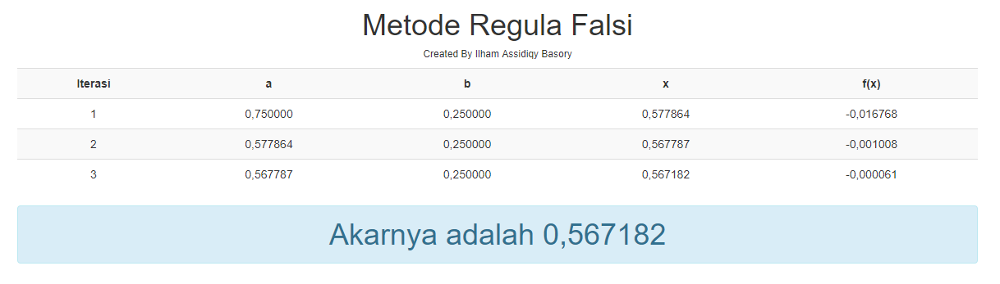 Metode Regula Falsi
Created By Ilham Assidiqy Basory
Iterasi a b x f(x)
1 0,750000 0,250000 0,577864 -0,016768
2 0,577864 0,250000 0,567787 -0,001008
3 0,567787 0,250000 0,567182 -0,000061
Akarnya adalah 0,567182